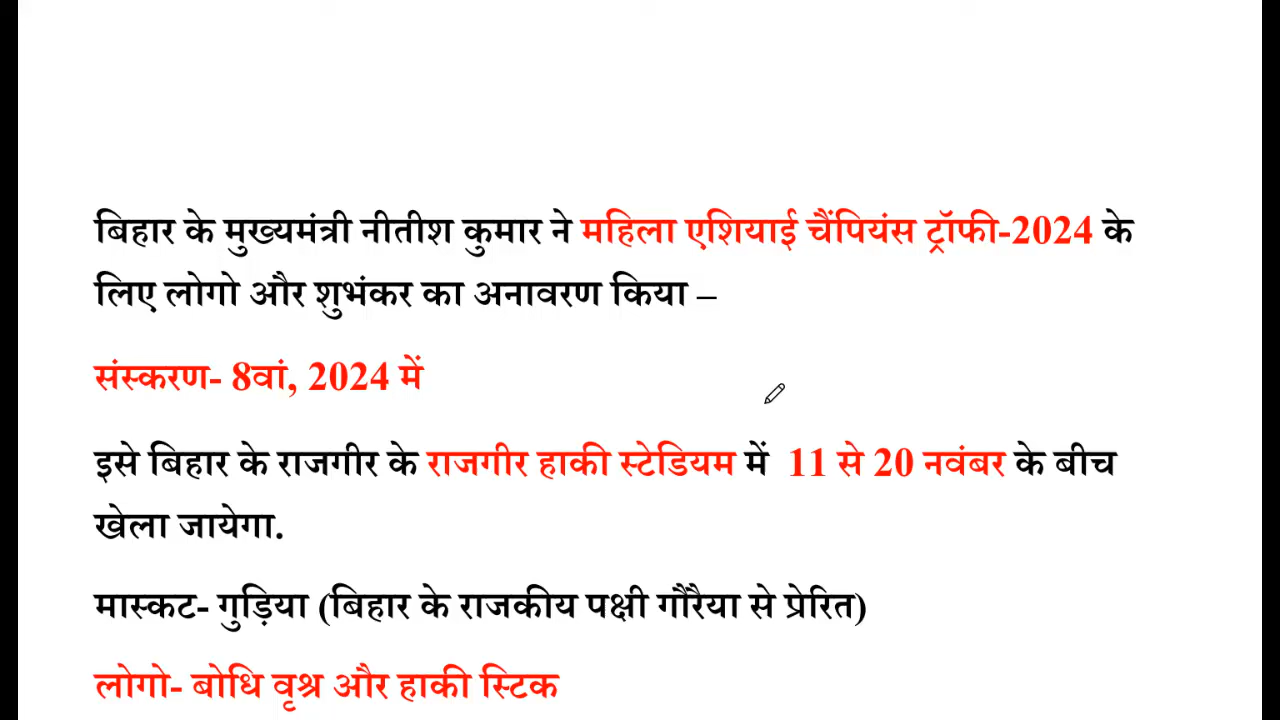 बिहार के मुख्यमंत्री नीतीश कुमार ने महिला एशियाई चैंपियंस ट्रॉफी-2024 के
लिए लोगो और शुभंकर का अनावरण किया –
संस्करण- 8वां, 2024 में
इसे बिहार के राजगीर के राजगीर हाकी स्टेडियम में 11 से 20 नवंबर के बीच
खेला जायेगा.
मास्कट- गुड़िया (बिहार के राजकीय पक्षी गौरैया से प्रेरित)
लोगो- बोधि वृश्र और हाकी स्टिक